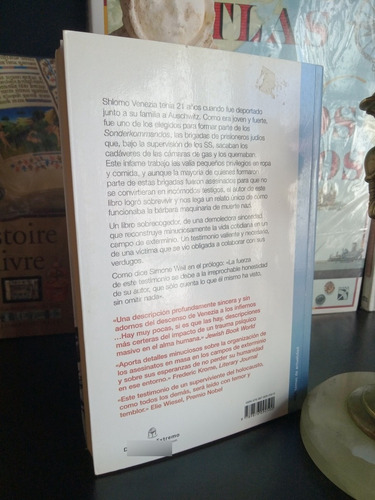 TLAS
Shlomo Venezia tenía 21 años cuando fue deportado
junto a su familia a Auschwitz. Como era joven y fuerte,
fue uno de los elegidos para formar parte de los
Sonderkommandos, las brigadas de prisioneros judíos
que, bajo la supervisión de los SS, sacaban los
cadáveres de las cámaras de gas y los quemaban.
Este infame trabajo les valía pequeños privilegios en ropa
y comida, y aunque la mayoría de quienes formaron
parte de estas brigadas fueron asesinados para que no
se convirtieran en incómodos testigos, el autor de este
libro logró sobrevivir y nos lega un relato único de cómo
funcionaba la bárbara maquinaria de muerte nazi.
Un libro sobrecogedor, de una demoledora sinceridad,
que reconstruye minuciosamente la vida cotidiana en un
campo de exterminio. Un testimonio valiente y necesario,
de una víctima que se vio obligada a colaborar con sus
verdugos.
Como dice Simone Veil en el prólogo: «La fuerza
de este testimonio se debe a la irreprochable honestidad
de su autor, que sólo cuenta lo que él mismo ha visto,
sin omitir nada».
«Una descripción profundamente sincera y sin
adornos del descenso de Venezia a los infiernos
...Hay muy pocas, si es que las hay, descripciones
más certeras del impacto de un trauma psíquico
masivo en el alma humana.» Jewish Book World
«Aporta detalles minuciosos sobre la organización de
los asesinatos en masa en los campos de exterminio
y sobre sus esperanzas de no perder su humanidad
en ese entorno.» Frederic Krome, Library Journal
«Este testimonio de un superviviente del holocausto,
como todos los demás, será leído con temor y
temblor.» Elie Wiesel, Premio Nobel
Extremo
istoire
livre